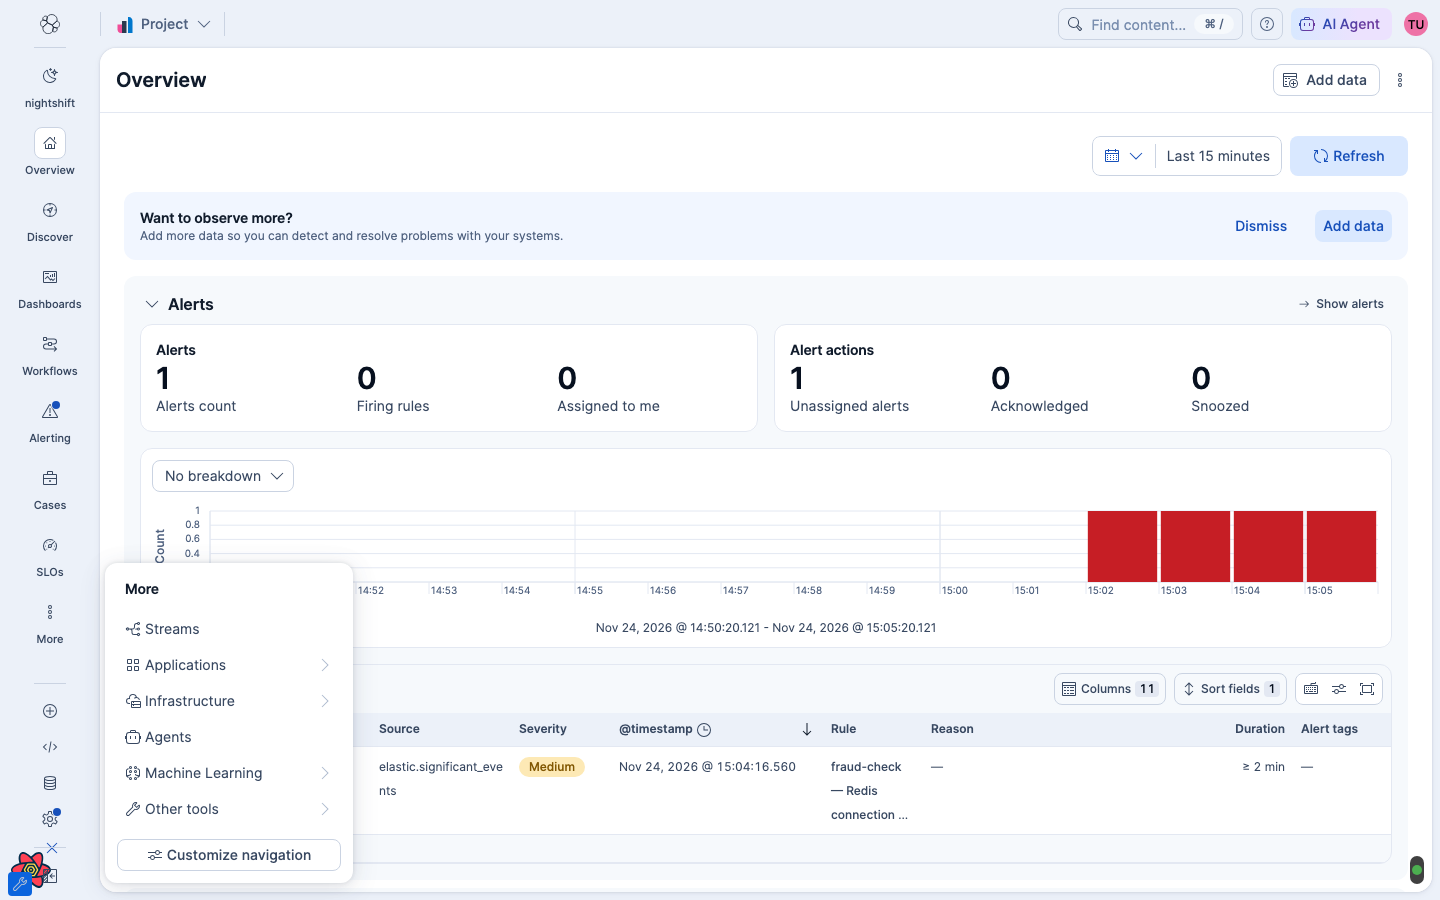 Project
Find content...
⌘ /
AI Agent
TU
nightshift
Overview
Discover
Dashboards
Workflows
Alerting
Cases
SLOs
More
Overview
Add data
Last 15 minutes
Refresh
Want to observe more?
Add more data so you can detect and resolve problems with your systems.
Dismiss
Add data
Alerts
Show alerts
Alerts
1
0
0
Alerts count
Firing rules
Assigned to me
Alert actions
1
0
0
Unassigned alerts
Acknowledged
Snoozed
No breakdown
Count
1
0.8
0.6
0.4
14:52
14:53
14:54
14:55
14:56
14:57
14:58
14:59
15:00
15:01
15:02
15:03
15:04
15:05
Nov 24, 2026 @ 14:50:20.121 - Nov 24, 2026 @ 15:05:20.121
More
Streams
Applications
Infrastructure
Agents
Machine Learning
Other tools
Customize navigation
Columns 11
Sort fields 1
Source
Severity
@timestamp
Rule
Reason
Duration
Alert tags
elastic.significant_eve
nts
Medium
Nov 24, 2026 @ 15:04:16.560
fraud-check
— Redis
connection ...
—
≥ 2 min
—